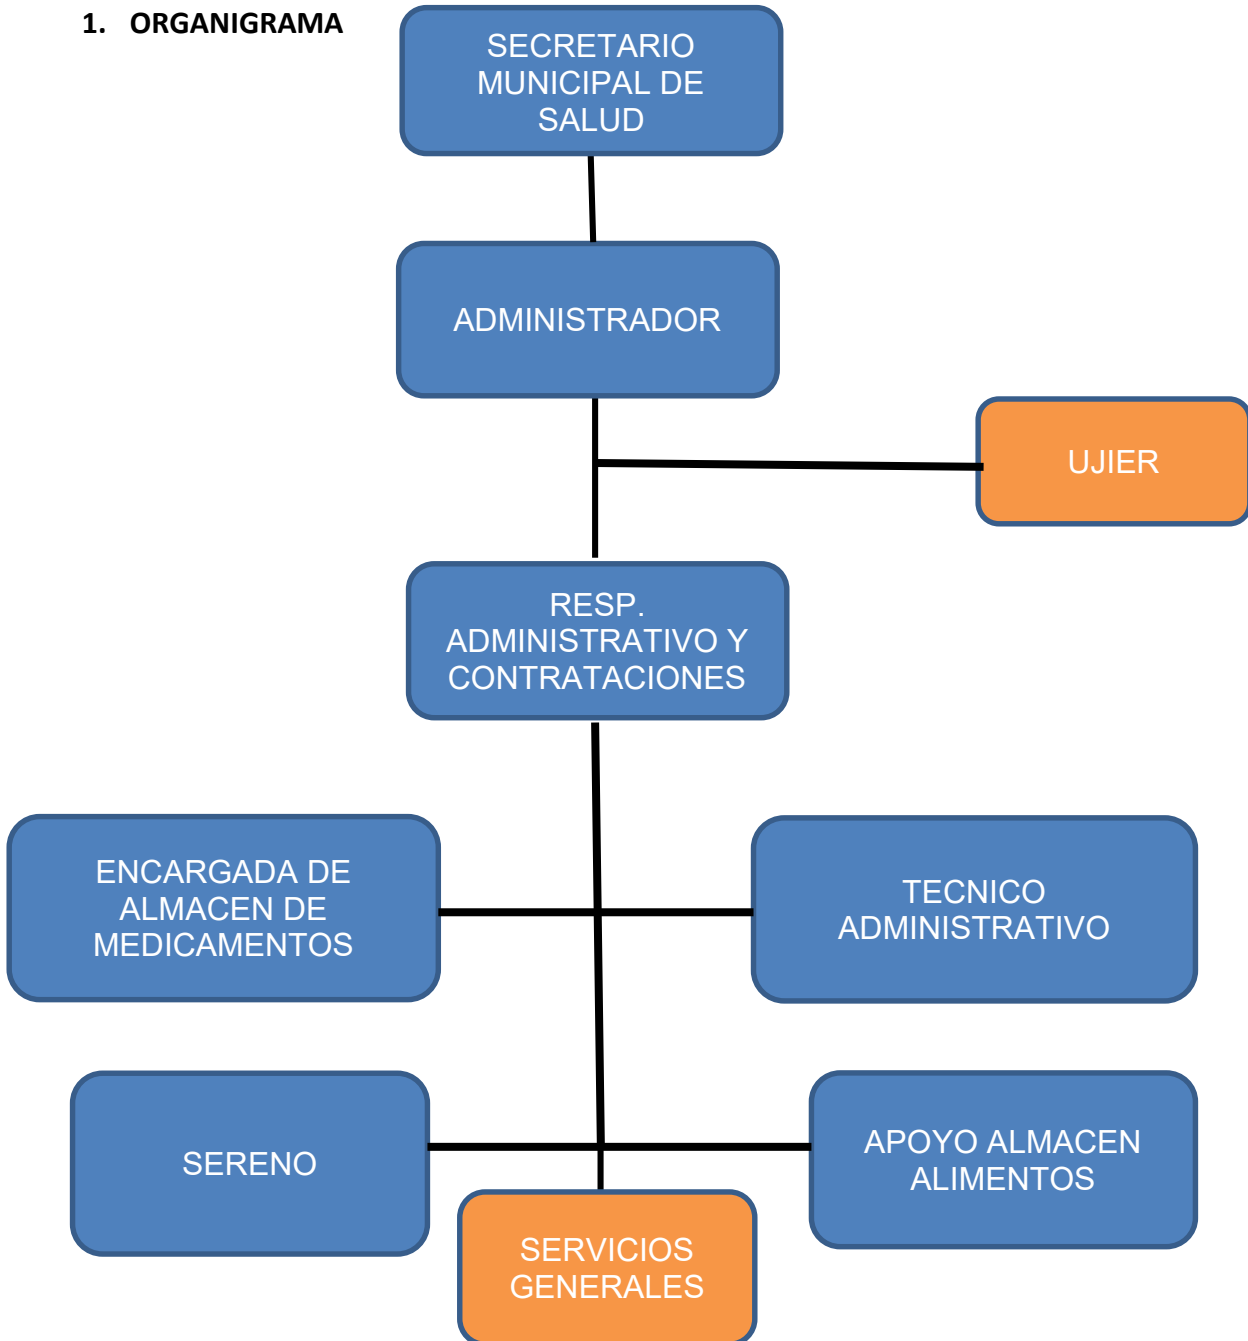 1. ORGANIGRAMA
SECRETARIO
MUNICIPAL DE
SALUD
ADMINISTRADOR
UJIER
RESP.
ADMINISTRATIVO Y
CONTRATACIONES
ENCARGADA DE
ALMACEN DE
MEDICAMENTOS
TECNICO
ADMINISTRATIVO
SERENO
APOYO ALMACEN
ALIMENTOS
SERVICIOS
GENERALES